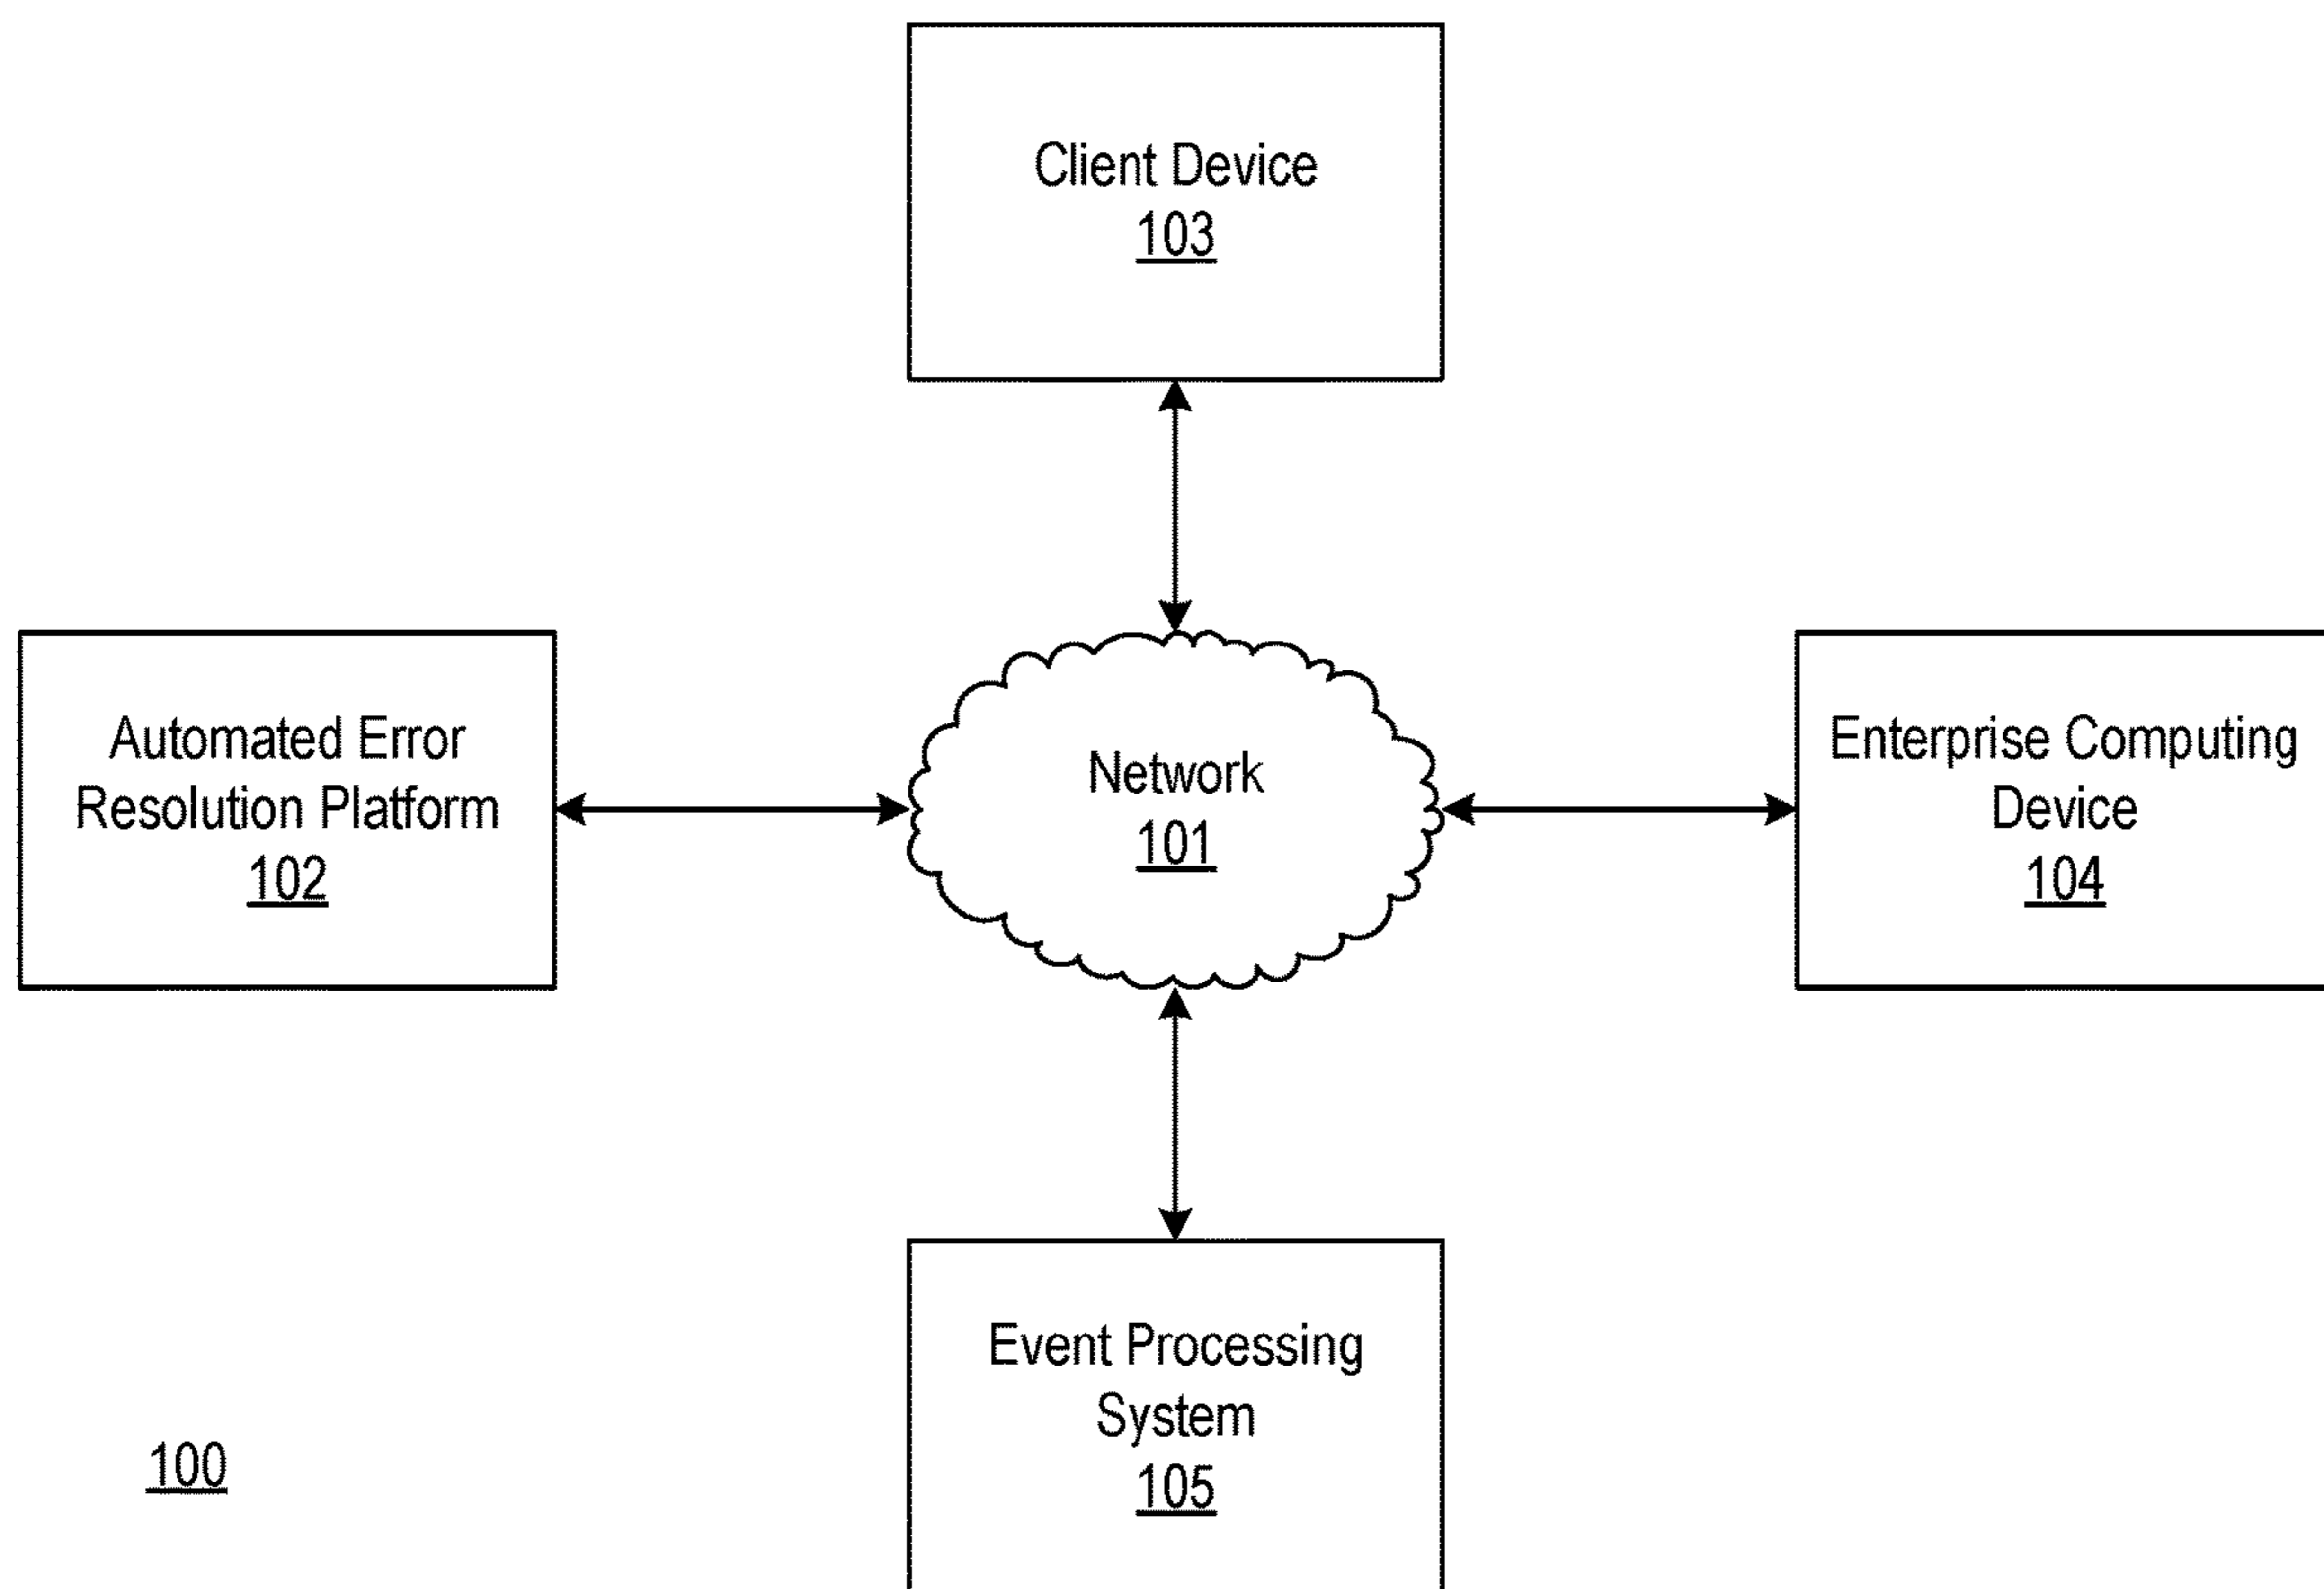 Client Device
103
Automated Error
Resolution Platform
102
Network
101
Enterprise Computing
Device
104
Event Processing
System
105
100